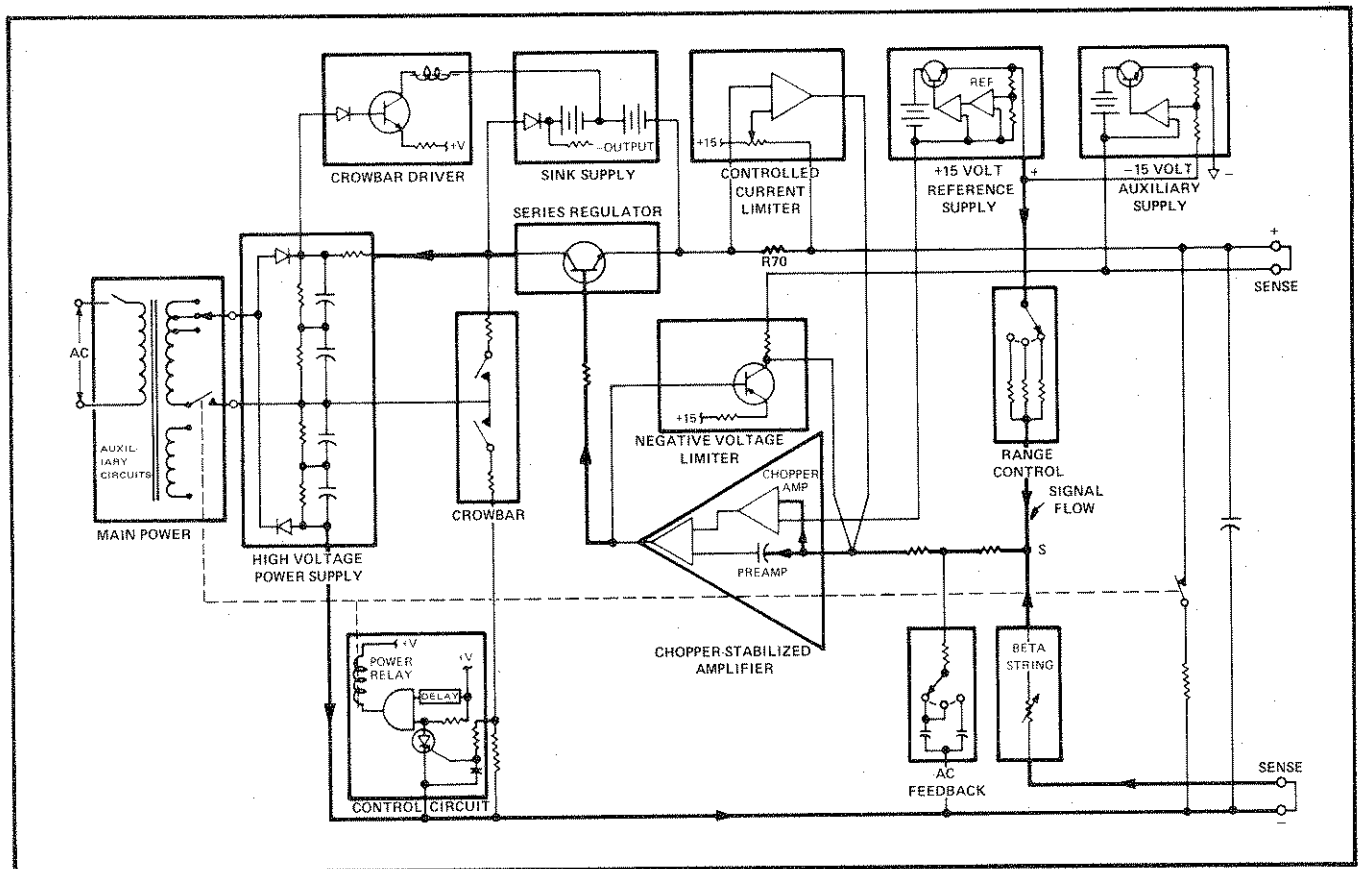 +V
CROWBAR DRIVER
-OUTPUT
SINK SUPPLY
+15
CONTROLLED
CURRENT
LIMITER
REF
+15 VOLT
REFERENCE
SUPPLY
+
-15 VOLT
AUXILIARY
SUPPLY
-
SERIES REGULATOR
R70
+
SENSE
AC
AUXIL-
IARY
CIRCUITS
MAIN POWER
HIGH VOLTAGE
POWER SUPPLY
CROWBAR
+15
NEGATIVE VOLTAGE
LIMITER
RANGE
CONTROL
SIGNAL
FLOW
S
CHOPPER
AMP
PREAMP
CHOPPER-STABILIZED
AMPLIFIER
+V
POWER
RELAY
+V
DELAY
CONTROL CIRCUIT
AC
FEEDBACK
BETA
STRING
SENSE
-